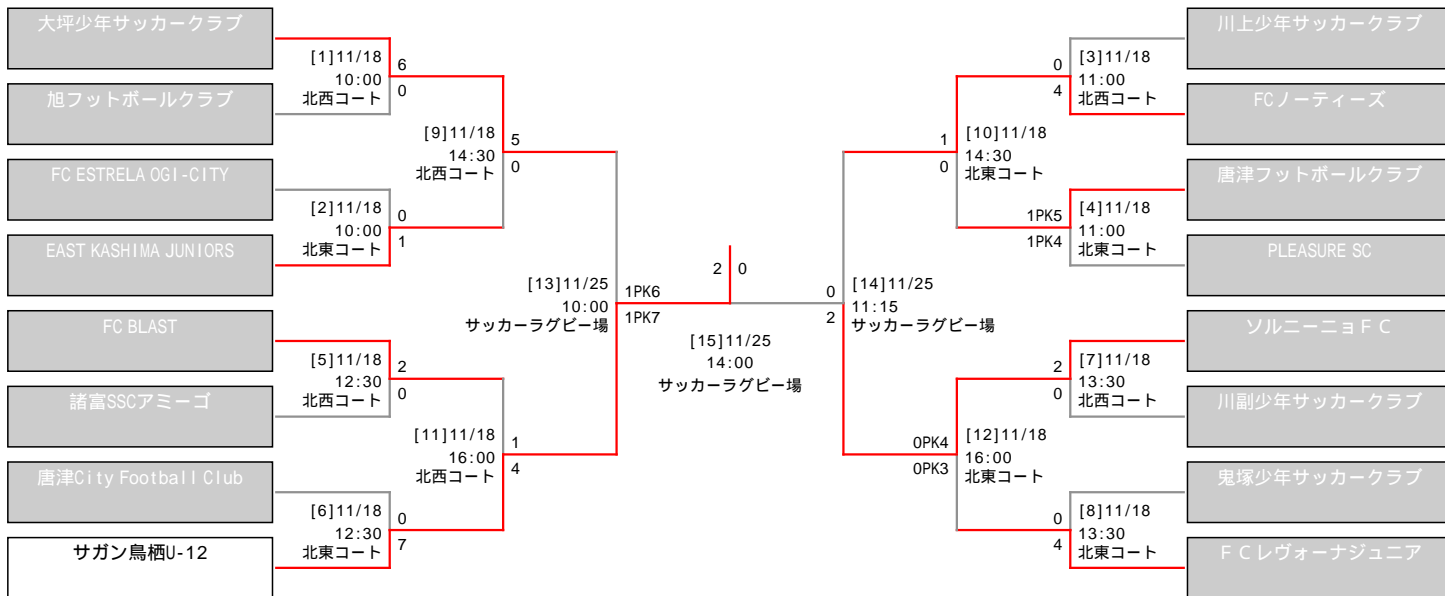 大坪少年サッカークラブ
[1]11/18
10:00
北西コート
6
0
旭フットボールクラブ
FC ESTRELA OGI-CITY
[2]11/18
10:00
北東コート
0
1
EAST KASHIMA JUNIORS
[9]11/18
14:30
北西コート
5
0
FC BLAST
[5]11/18
12:30
北西コート
2
0
諸富SSCアミーゴ
唐津City Football Club
[6]11/18
12:30
北東コート
0
7
サガン鳥栖U-12
[11]11/18
16:00
北西コート
1
4
[13]11/25
10:00
サッカーラグビー場
1PK6
1PK7
2 0
[15]11/25
14:00
サッカーラグビー場
0
2
[14]11/25
11:15
サッカーラグビー場
1
0
[10]11/18
14:30
北東コート
川上少年サッカークラブ
0
4
[3]11/18
11:00
北西コート
FCノーティーズ
唐津フットボールクラブ
1PK5
1PK4
[4]11/18
11:00
北東コート
PLEASURE SC
0PK4
0PK3
[12]11/18
16:00
北東コート
ソルニーニョＦＣ
2
0
[7]11/18
13:30
北西コート
川副少年サッカークラブ
鬼塚少年サッカークラブ
0
4
[8]11/18
13:30
北東コート
ＦＣレヴォーナジュニア